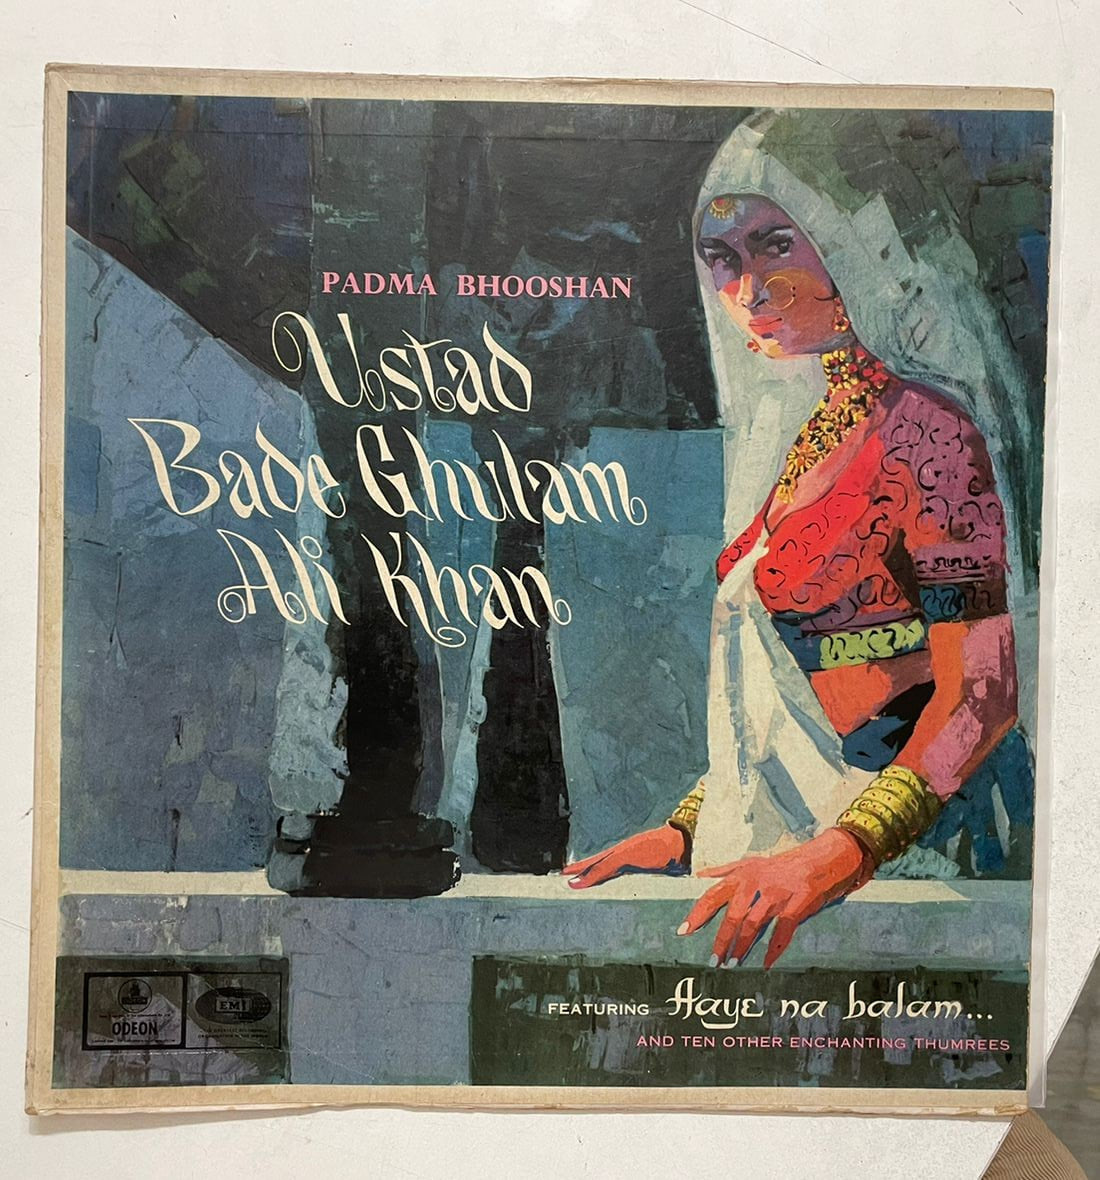 PADMA BHOOSHAN
Ustad
Bade Ghulam
Ali Khan
FEATURING Aaye na balam...
AND TEN OTHER ENCHANTING THUMREES
ODEON
EMI